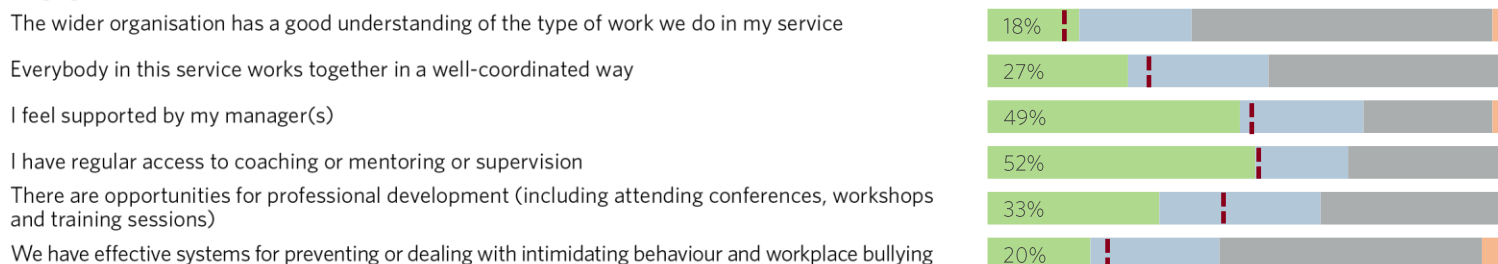 The wider organisation has a good understanding of the type of work we do in my service
18%
Everybody in this service works together in a well-coordinated way
27%
I feel supported by my manager(s)
49%
I have regular access to coaching or mentoring or supervision
52%
There are opportunities for professional development (including attending conferences, workshops
and training sessions)
33%
We have effective systems for preventing or dealing with intimidating behaviour and workplace bullying
20%